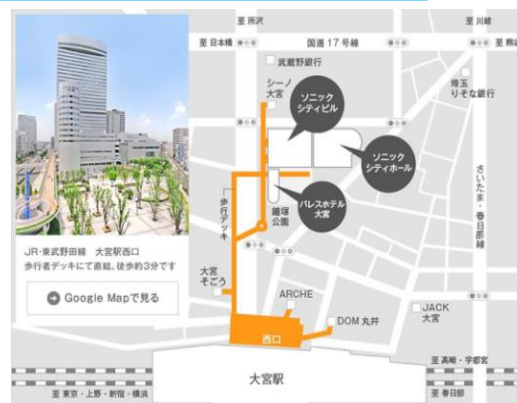 至 所沢
至 川越
至 日本橋
国道 17 号線
至 熊谷
武蔵野銀行
シーノ
大宮
ソニック
シティビル
埼玉
りそな銀行
ソニック
シティホール
パレスホテル
大宮
鐘塚
公園
歩行デッキ
さいたま・春日部線
JR・東武野田線 大宮駅西口
歩行者デッキにて直結、徒歩約3分です
Google Mapで見る
大宮
そごう
ARCHE
DOM 丸井
JACK
大宮
西口
大宮駅
至 高崎・宇都宮
至 東京・上野・新宿・横浜
至 春日部